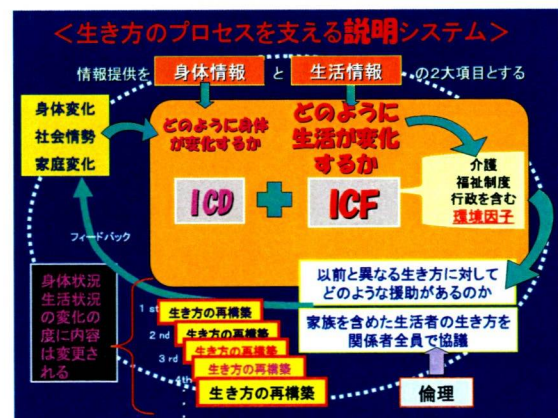 ＜生き方のプロセスを支える説明システム＞
情報提供を 身体情報 と 生活情報 の2大項目とする
身体変化
社会情勢
家庭変化
どのように身体
が変化するか
どのように
生活が変化
するか
ICD
ICF
介護
福祉制度
行政を含む
環境因子
フィードバック
以前と異なる生き方に対して
どのような援助があるのか
家族を含めた生活者の生き方を
関係者全員で協議
倫理
身体状況
生活状況
の変化の
度に内容
は変更さ
れる
1 st 生き方の再構築
2 nd 生き方の再構築
3 rd 生き方の再構築
4th 生き方の再構築
生き方の再構築